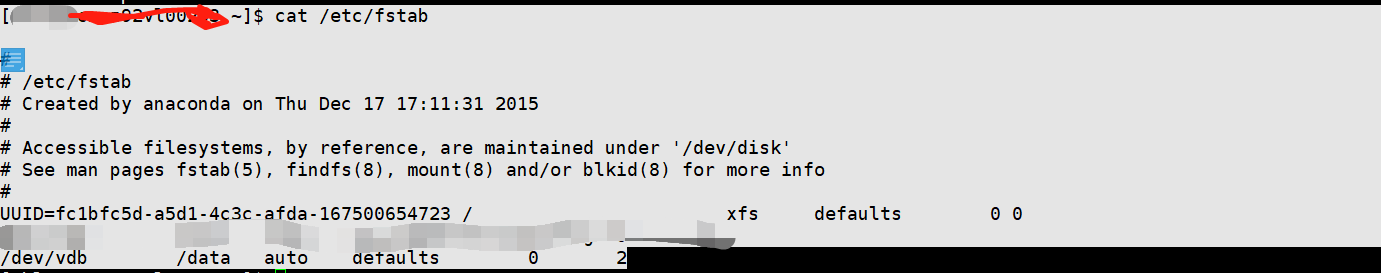 ~]$ cat /etc/fstab
#
# /etc/fstab
# Created by anaconda on Thu Dec 17 17:11:31 2015
#
# Accessible filesystems, by reference, are maintained under '/dev/disk'
# See man pages fstab(5), findfs(8), mount(8) and/or blkid(8) for more info
#
UUID=fc1bfc5d-a5d1-4c3c-afda-167500654723 / xfs defaults 0 0
/dev/vdb /data auto defaults 0 2